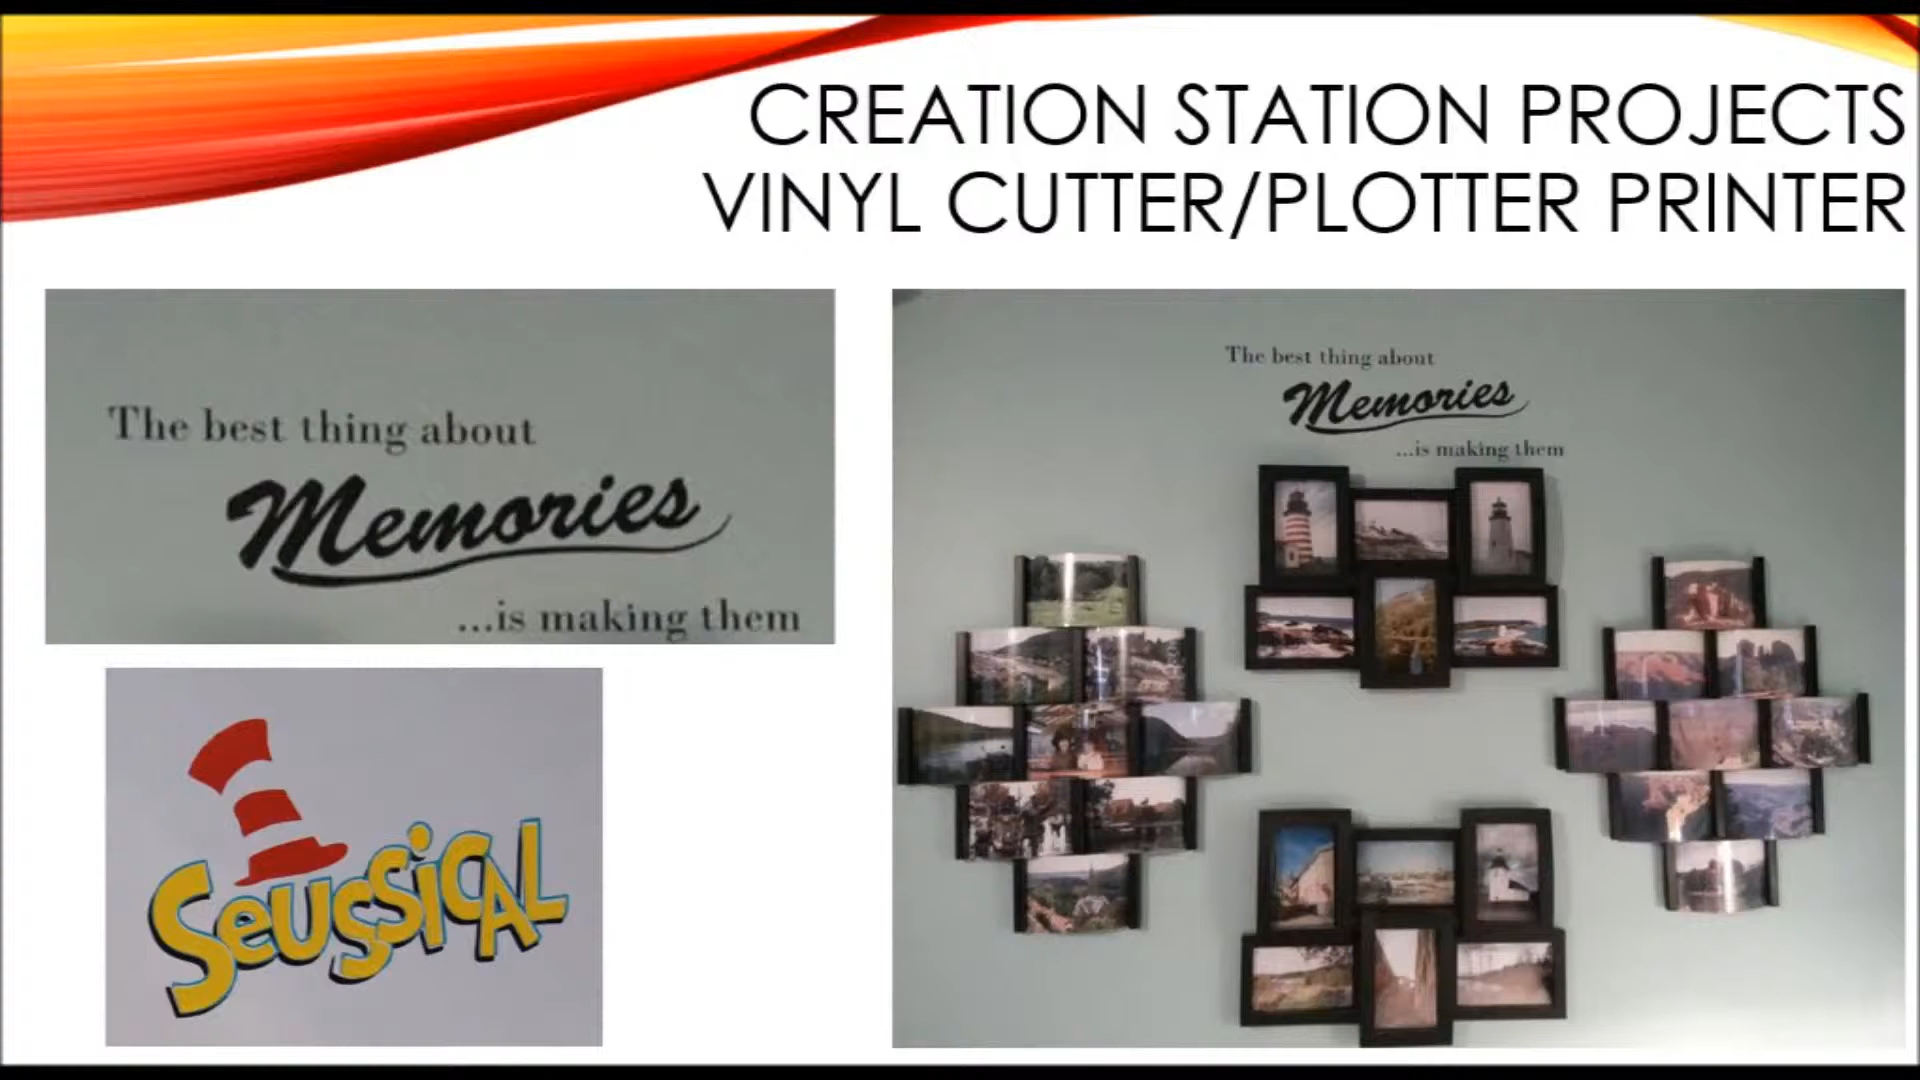 CREATION STATION PROJECTS
VINYL CUTTER/PLOTTER PRINTER
The best thing about
Memories
...is making them
Seussical
The best thing about
Memories
...is making them